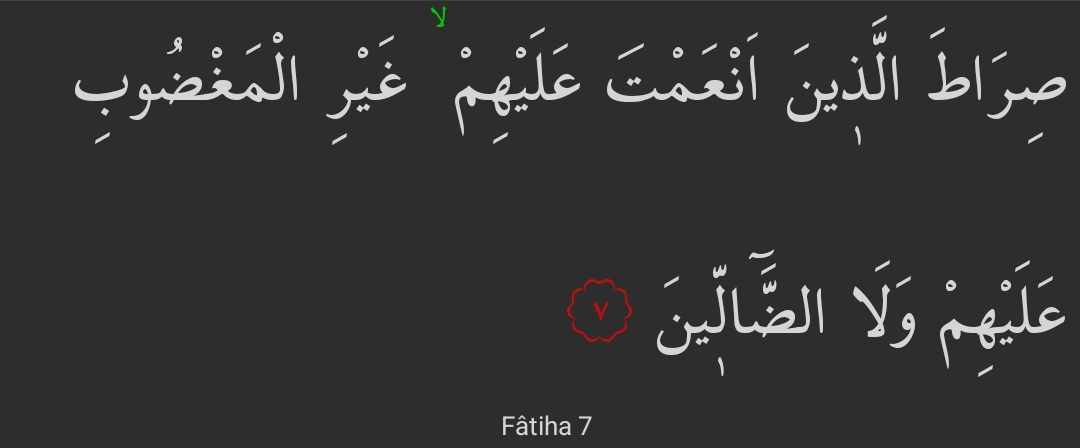 صِرَاطَ الَّذٖينَ اَنْعَمْتَ عَلَيْهِمْ ۙ غَيْرِ الْمَغْضُوبِ
عَلَيْهِمْ وَلَا الضَّٓالّٖينَ ﴿٧﴾
Fâtiha 7